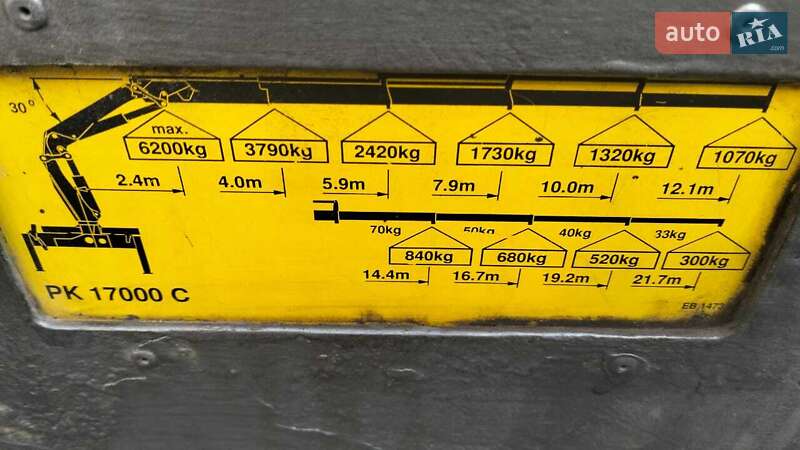 auto RIA.com
30°
max.
6200kg 3790kg 2420kg 1730kg 1320kg 1070kg
2.4m 4.0m 5.9m 7.9m 10.0m 12.1m
70kg 50kg 40kg 33kg
840kg 680kg 520kg 300kg
14.4m 16.7m 19.2m 21.7m
PK 17000 C